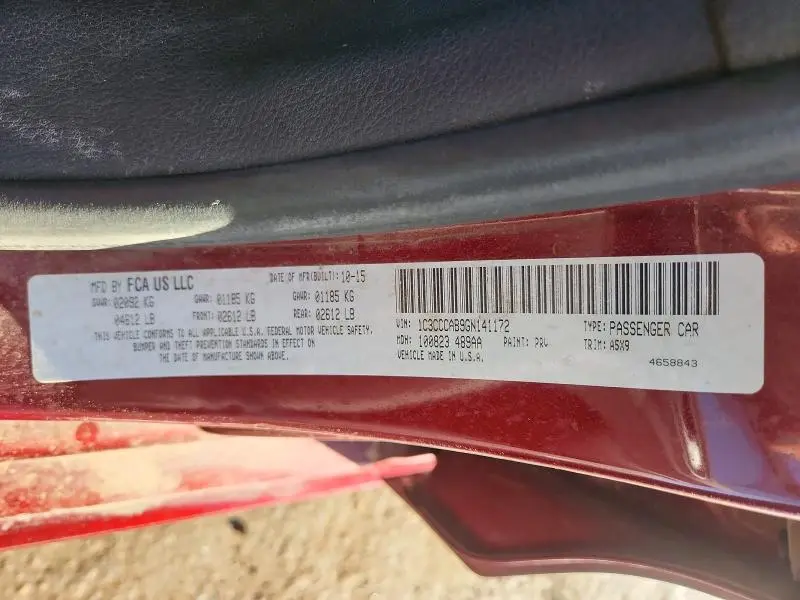 MFD BY FCA US LLC
DATE OF MFR(BUILT): 10-15
GVWR: 02092 KG GAWR: 01185 KG GAWR: 01185 KG
04612 LB FRONT: 02612 LB REAR: 02612 LB
THIS VEHICLE CONFORMS TO ALL APPLICABLE U.S.A. FEDERAL MOTOR VEHICLE SAFETY,
BUMPER AND THEFT PREVENTION STANDARDS IN EFFECT ON
THE DATE OF MANUFACTURE SHOWN ABOVE.
VIN: 1C3CCCAB9GN141172 TYPE: PASSENGER CAR
MDH: 100823 489AA PAINT: PRV TRIM: A5X9
VEHICLE MADE IN U.S.A. 4658843